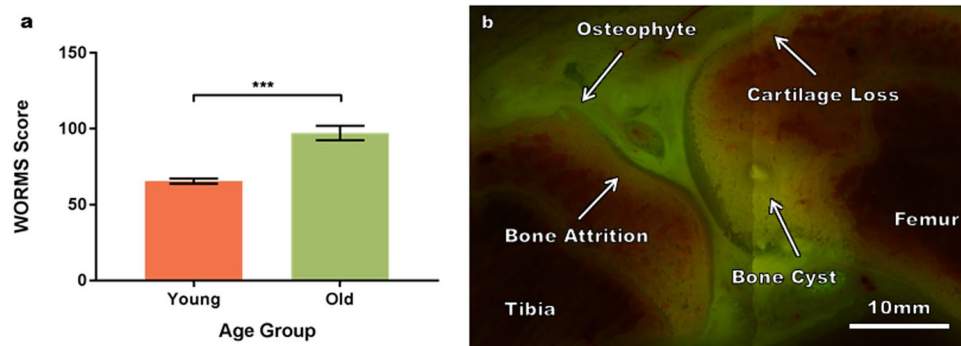 a
150
100
50
0
WORMS Score
***
Young
Old
Age Group
b
Osteophyte
Cartilage Loss
Bone Attrition
Femur
Bone Cyst
Tibia
10mm